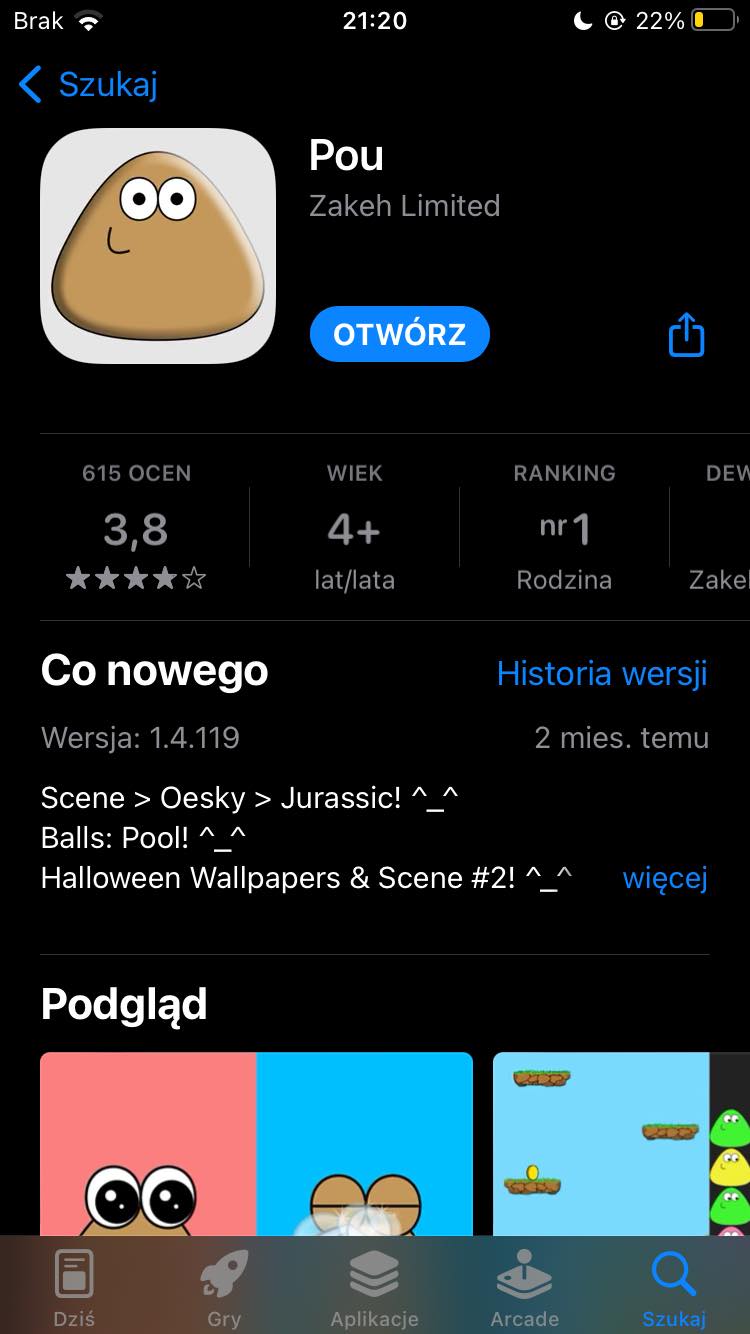 Brak 21:20 22%
Szukaj
Pou
Zakeh Limited
OTWÓRZ
615 OCEN WIEK RANKING DEW
3,8 4+ nr 1
lat/lata Rodzina Zakeh
Co nowego Historia wersji
Wersja: 1.4.119 2 mies. temu
Scene > Oesky > Jurassic! ^_^
Balls: Pool! ^_^
Halloween Wallpapers & Scene #2! ^_^ więcej
Podgląd
Dziś Gry Aplikacje Arcade Szukaj